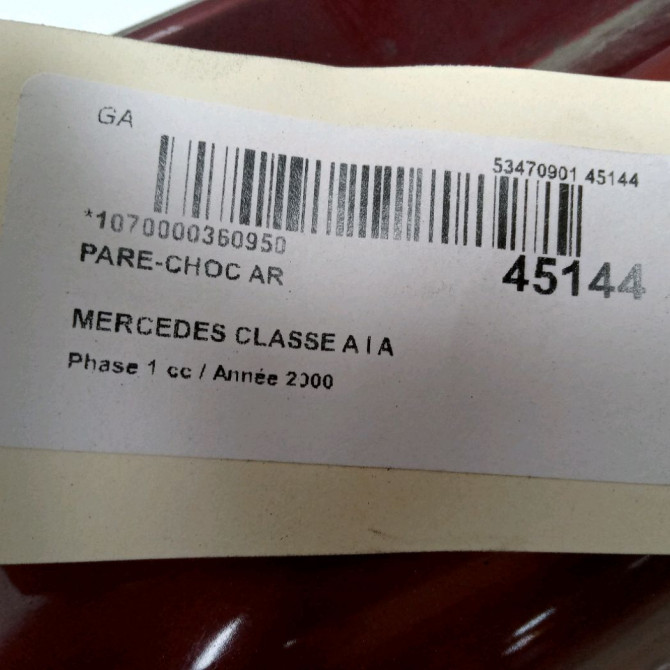 GA
53470901 45144
*1070000360950
45144
PARE-CHOC AR
MERCEDES CLASSE A I A
Phase 1 cc / Année 2000